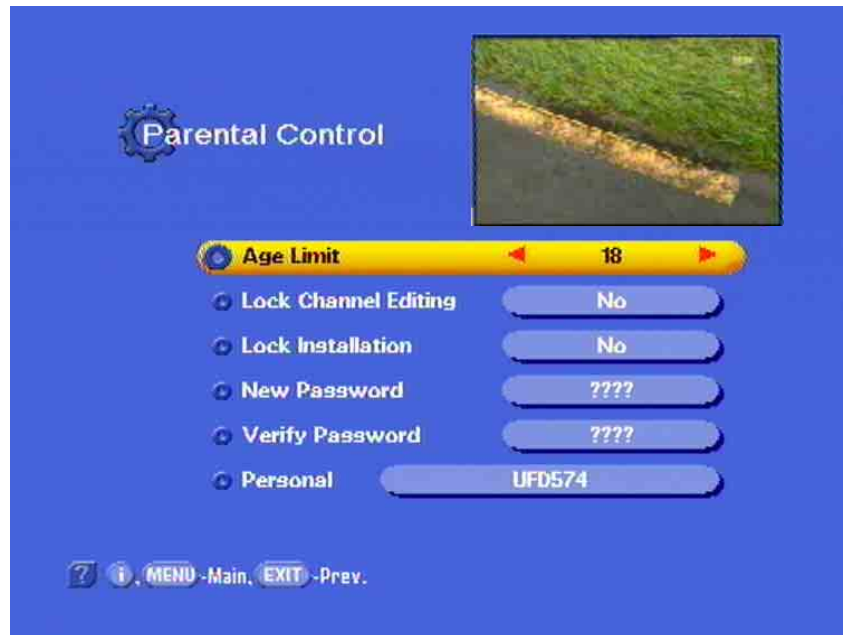 Parental Control
Age Limit 18
Lock Channel Editing No
Lock Installation No
New Password ????
Verify Password ????
Personal UFD574
? i, MENU-Main, EXIT-Prev.